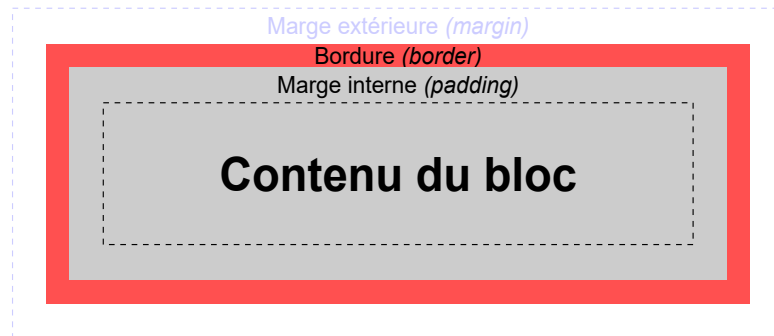 Marge extérieure (margin)
Bordure (border)
Marge interne (padding)
Contenu du bloc